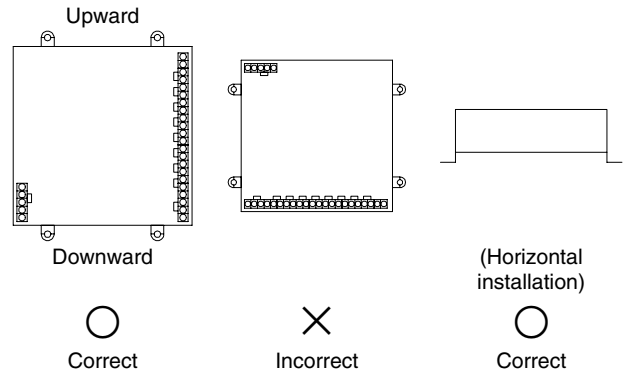 Upward
Downward
(Horizontal
installation)
Correct
Incorrect
Correct